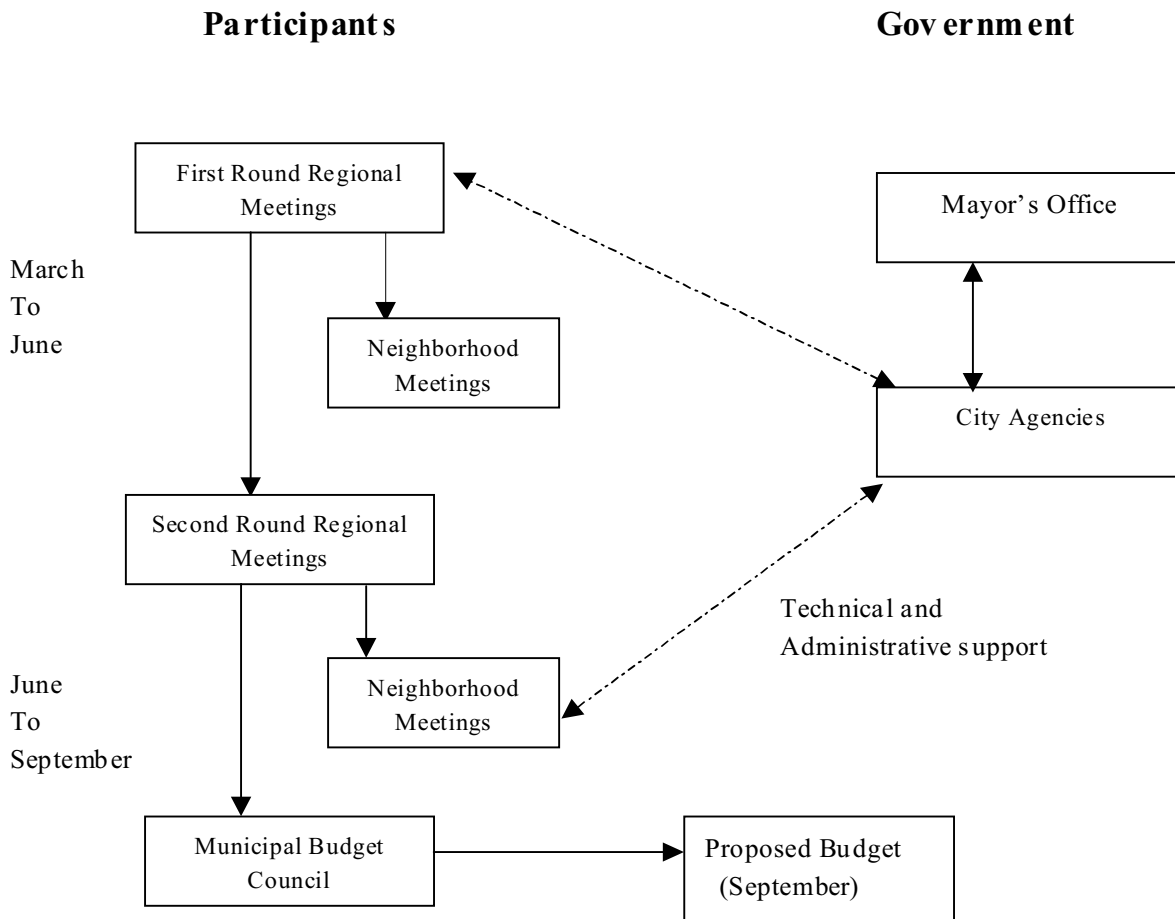 Participants
Government
First Round Regional
Meetings
Mayor’s Office
March
To
June
Neighborhood
Meetings
City Agencies
Second Round Regional
Meetings
Technical and
Administrative support
June
To
September
Neighborhood
Meetings
Municipal Budget
Council
Proposed Budget
(September)